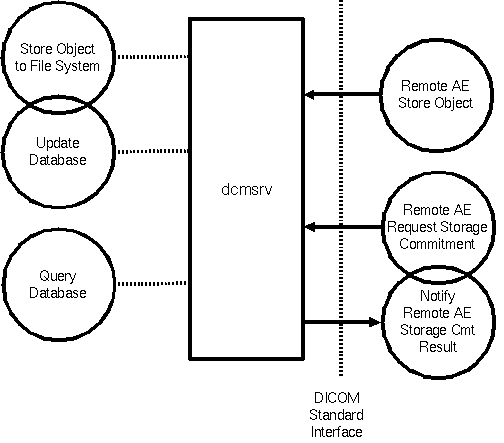 Store Object
to File System
Update
Database
Query
Database
dcmsrv
Remote AE
Store Object
Remote AE
Request Storage
Commitment
Notify
Remote AE
Storage Cmt
Result
DICOM
Standard
Interface